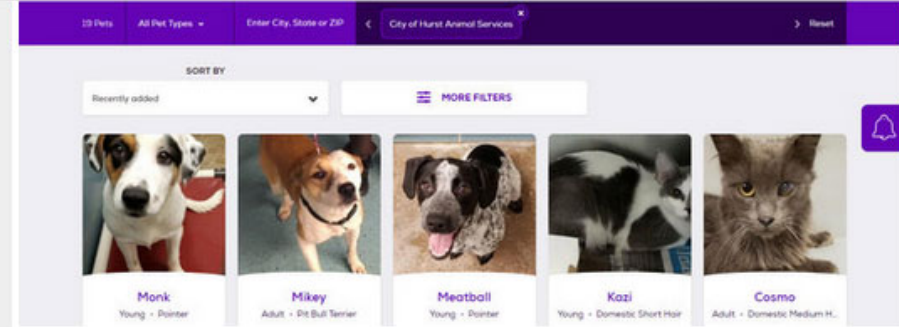 19 Pets All Pet Types Enter City, State or ZIP City of Hurst Animal Services × Reset
SORT BY
Recently added MORE FILTERS
Monk Mikey Meatball Kazi Cosmo
Young • Pointer Adult • Pit Bull Terrier Young • Pointer Young • Domestic Short Hair Adult • Domestic Medium H...